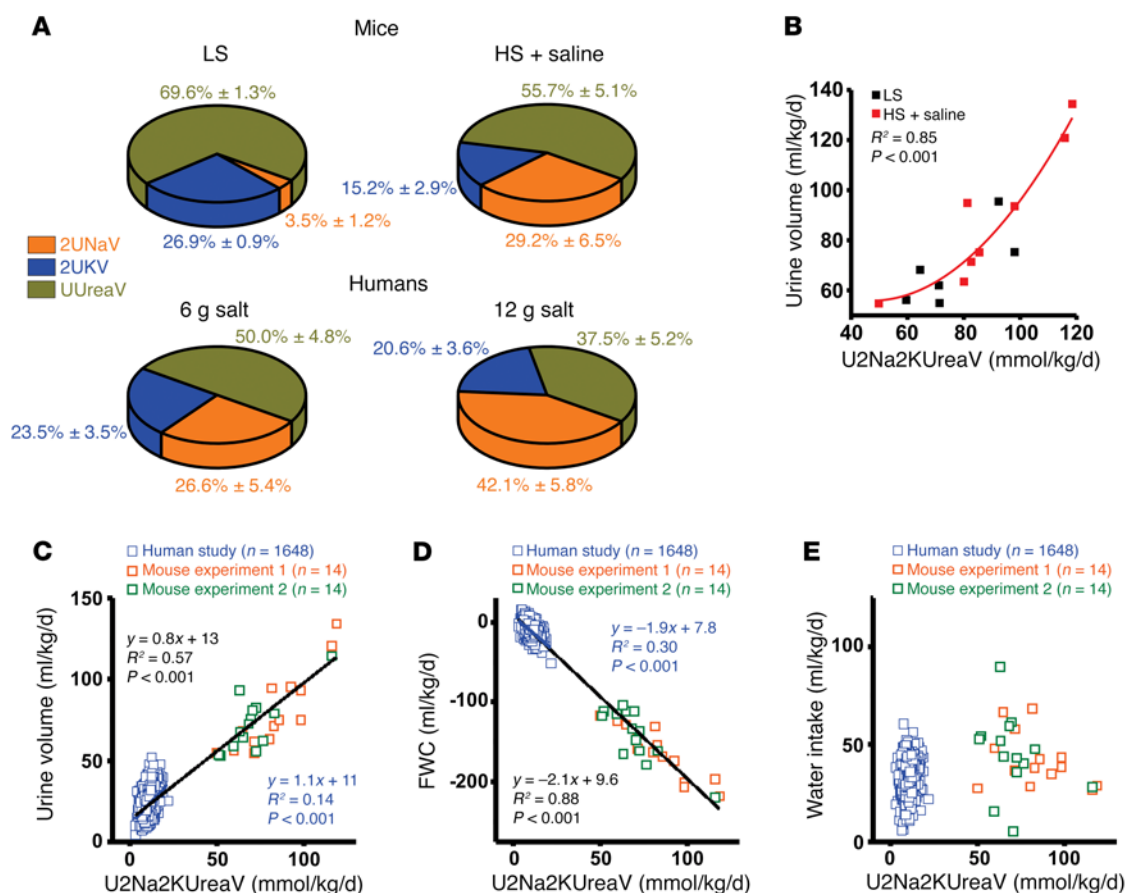 A
Mice
LS
HS + saline
69.6% ± 1.3%
55.7% ± 5.1%
15.2% ± 2.9%
3.5% ± 1.2%
26.9% ± 0.9%
29.2% ± 6.5%
2UNaV
2UKV
UUreaV
Humans
6 g salt
12 g salt
50.0% ± 4.8%
20.6% ± 3.6%
37.5% ± 5.2%
23.5% ± 3.5%
26.6% ± 5.4%
42.1% ± 5.8%
B
LS
HS + saline
R² = 0.85
P < 0.001
Urine volume (ml/kg/d)
140
120
100
80
60
40
60
80
100
120
U2Na2KUreaV (mmol/kg/d)
C
Human study (n = 1648)
Mouse experiment 1 (n = 14)
Mouse experiment 2 (n = 14)
Urine volume (ml/kg/d)
150
100
50
0
y = 0.8x + 13
R² = 0.57
P < 0.001
y = 1.1x + 11
R² = 0.14
P < 0.001
0
50
100
U2Na2KUreaV (mmol/kg/d)
D
Human study (n = 1648)
Mouse experiment 1 (n = 14)
Mouse experiment 2 (n = 14)
FWC (ml/kg/d)
0
-100
-200
y = –1.9x + 7.8
R² = 0.30
P < 0.001
y = –2.1x + 9.6
R² = 0.88
P < 0.001
0
50
100
U2Na2KUreaV (mmol/kg/d)
E
Human study (n = 1648)
Mouse experiment 1 (n = 14)
Mouse experiment 2 (n = 14)
Water intake (ml/kg/d)
100
50
0
0
50
100
U2Na2KUreaV (mmol/kg/d)